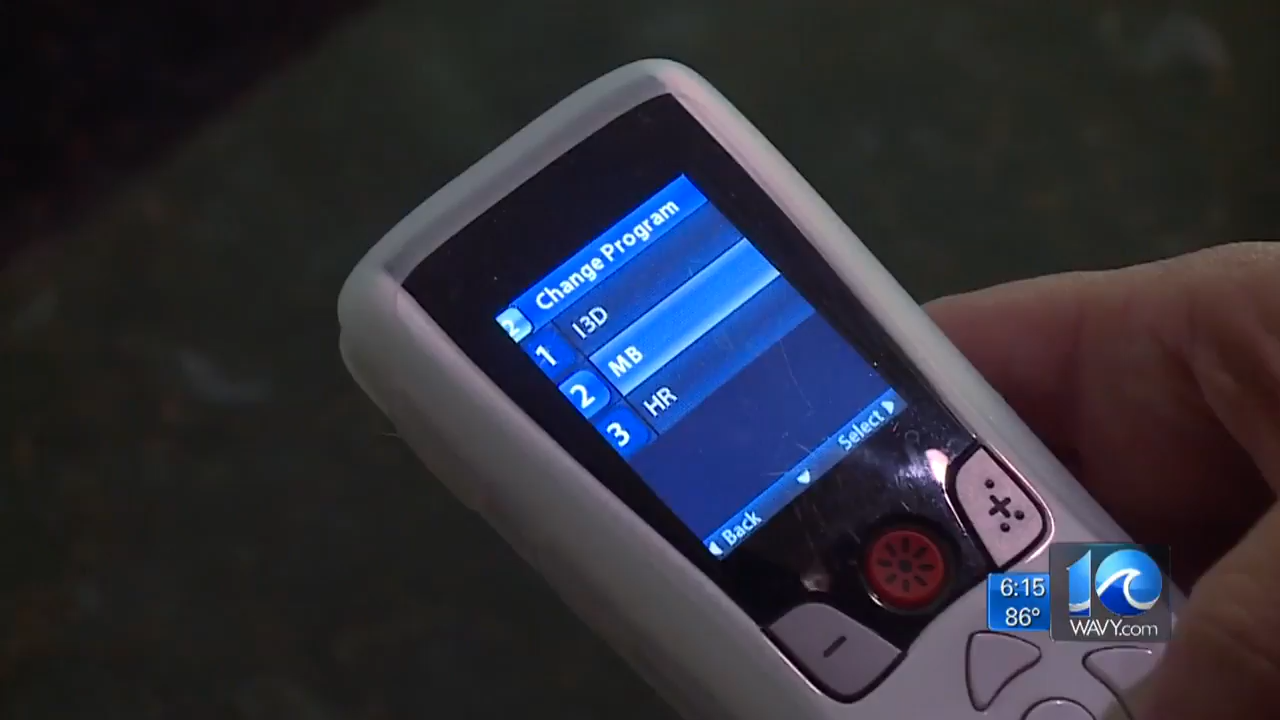 2 Change Program
1 I3D
2 MB
3 HR
Select
Back
+
-
6:15
86°
10
WAVY.com